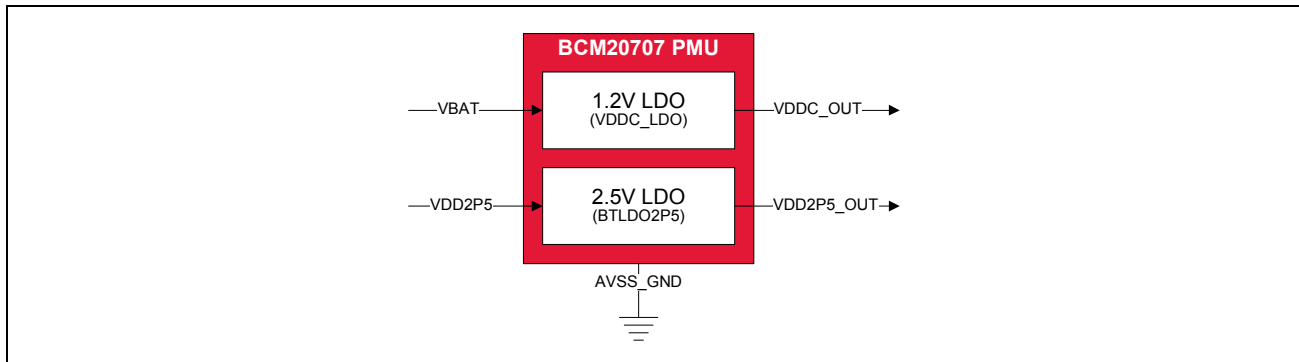 BCM20707 PMU
VBAT
1.2V LDO
(VDDC_LDO)
VDDC_OUT
VDD2P5
2.5V LDO
(BTLDO2P5)
VDD2P5_OUT
AVSS_GND